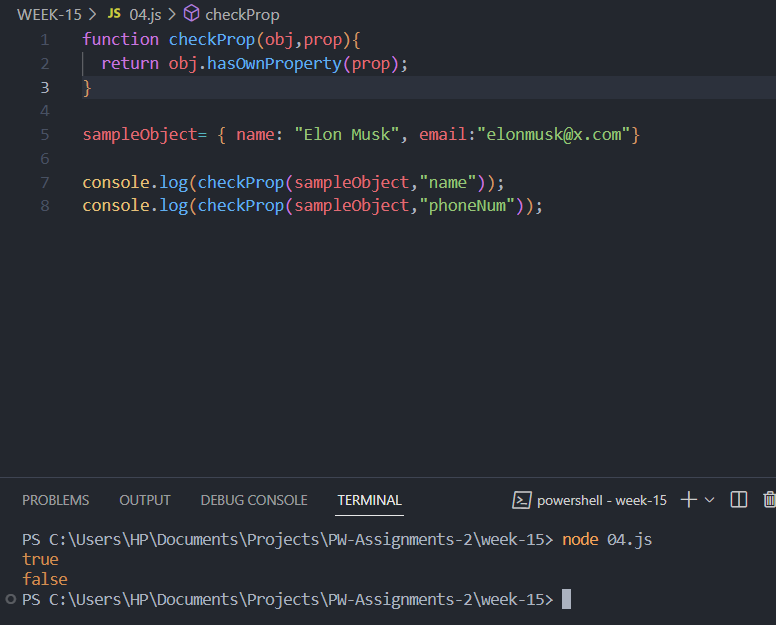 WEEK-15 > JS 04.js > checkProp
1 function checkProp(obj,prop){
2 return obj.hasOwnProperty(prop);
3 }
4
5 sampleObject= { name: "Elon Musk", email:"elonmusk@x.com"}
6
7 console.log(checkProp(sampleObject,"name"));
8 console.log(checkProp(sampleObject,"phoneNum"));
PROBLEMS OUTPUT DEBUG CONSOLE TERMINAL powershell - week-15
PS C:\Users\HP\Documents\Projects\PW-Assignments-2\week-15> node 04.js
true
false
PS C:\Users\HP\Documents\Projects\PW-Assignments-2\week-15>